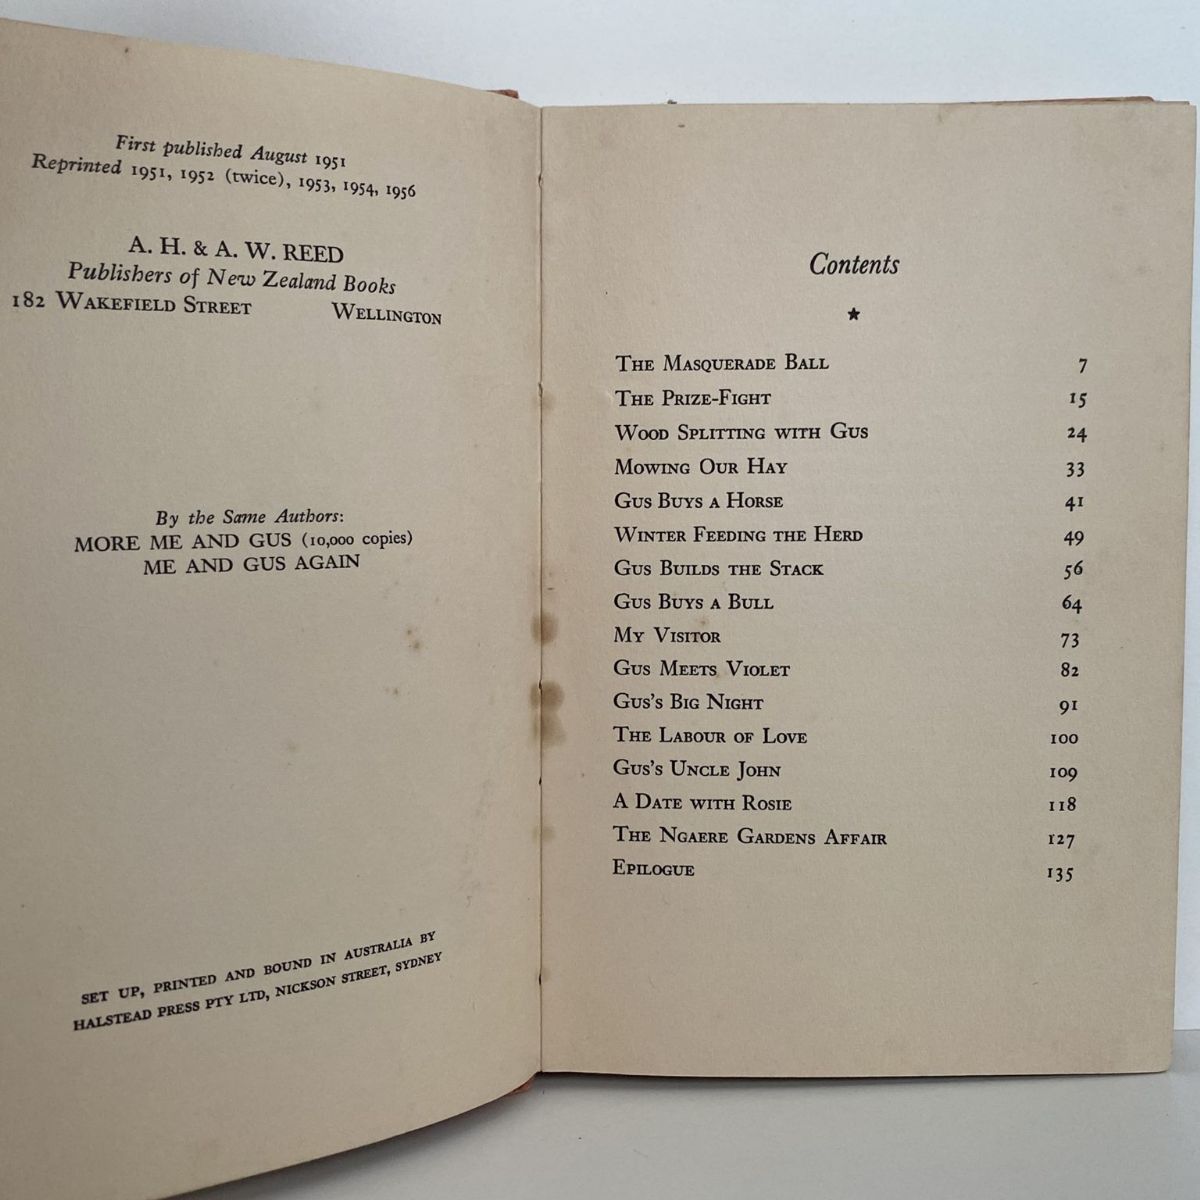 First published August 1951
Reprinted 1951, 1952 (twice), 1953, 1954, 1956
A. H. & A. W. REED
Publishers of New Zealand Books
182 WAKEFIELD STREET WELLINGTON
By the Same Authors:
MORE ME AND GUS (10,000 copies)
ME AND GUS AGAIN
SET UP, PRINTED AND BOUND IN AUSTRALIA BY
HALSTEAD PRESS PTY LTD, NICKSON STREET, SYDNEY
Contents
★
THE MASQUERADE BALL 7
THE PRIZE-FIGHT 15
WOOD SPLITTING WITH GUS 24
MOWING OUR HAY 33
GUS BUYS A HORSE 41
WINTER FEEDING THE HERD 49
GUS BUILDS THE STACK 56
GUS BUYS A BULL 64
MY VISITOR 73
GUS MEETS VIOLET 82
GUS'S BIG NIGHT 91
THE LABOUR OF LOVE 100
GUS'S UNCLE JOHN 109
A DATE WITH ROSIE 118
THE NGAERE GARDENS AFFAIR 127
EPILOGUE 135